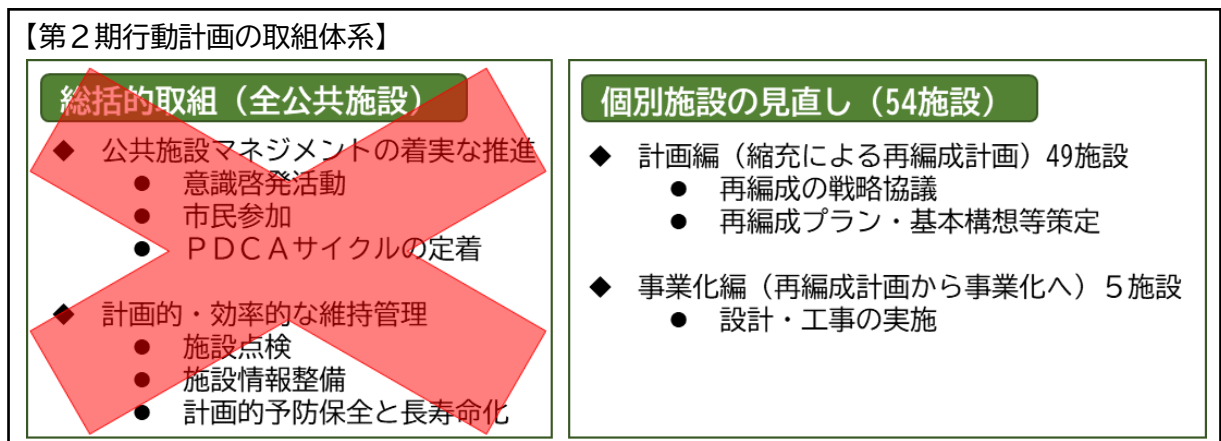 【第２期行動計画の取組体系】
総括的取組（全公共施設）
◆ 公共施設マネジメントの着実な推進
● 意識啓発活動
● 市民参加
● ＰＤＣＡサイクルの定着
◆ 計画的・効率的な維持管理
● 施設点検
● 施設情報整備
● 計画的予防保全と長寿命化
個別施設の見直し（54施設）
◆ 計画編（縮充による再編成計画）49施設
● 再編成の戦略協議
● 再編成プラン・基本構想等策定
◆ 事業化編（再編成計画から事業化へ）５施設
● 設計・工事の実施